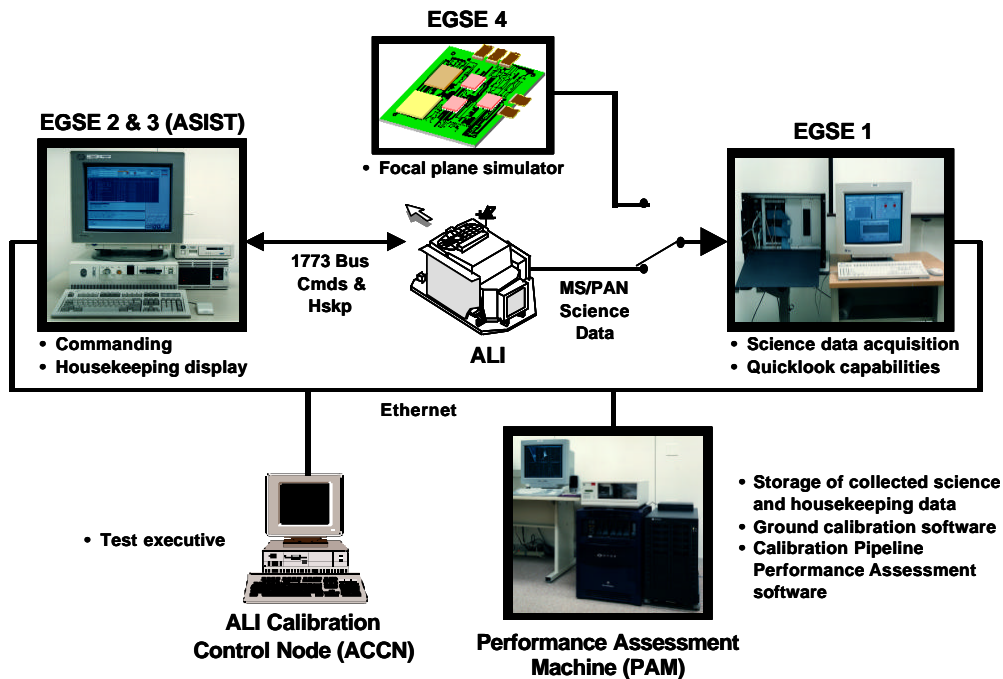 EGSE 4
EGSE 2 & 3 (ASIST)
EGSE 1
• Focal plane simulator
1773 Bus
Cmds &
Hskp
MS/PAN
Science
Data
ALI
• Commanding
• Housekeeping display
• Science data acquisition
• Quicklook capabilities
Ethernet
• Test executive
• Storage of collected science
and housekeeping data
• Ground calibration software
• Calibration Pipeline
Performance Assessment
software
ALI Calibration
Control Node (ACCN)
Performance Assessment
Machine (PAM)